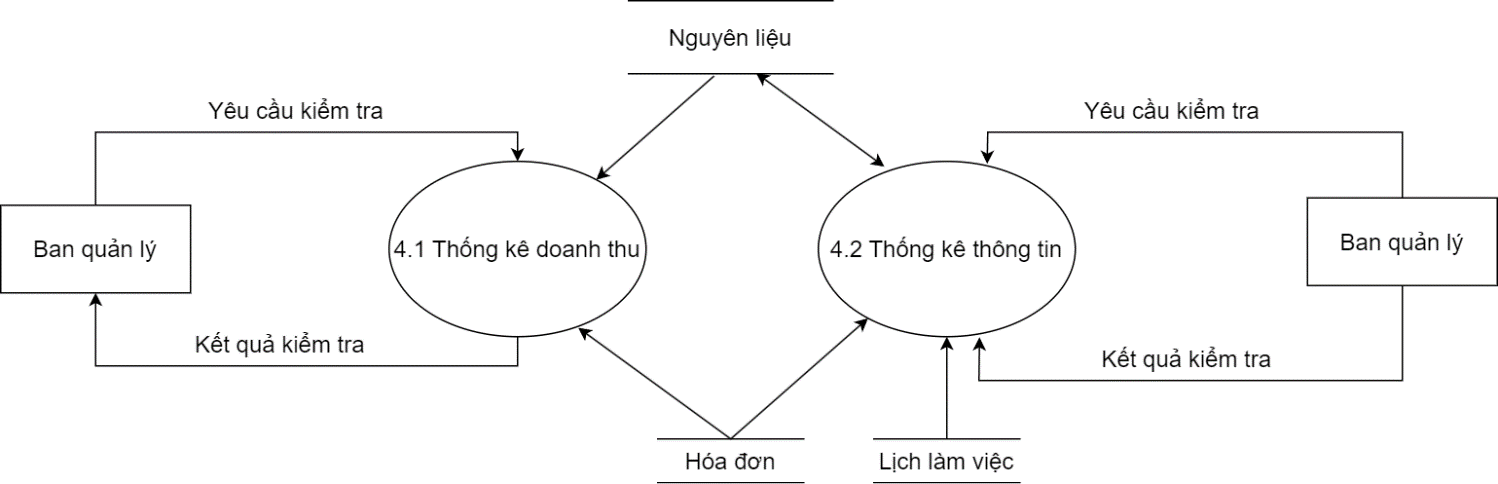 Nguyên liệu
Yêu cầu kiểm tra
Yêu cầu kiểm tra
Ban quản lý
4.1 Thống kê doanh thu
4.2 Thống kê thông tin
Ban quản lý
Kết quả kiểm tra
Kết quả kiểm tra
Hóa đơn
Lịch làm việc